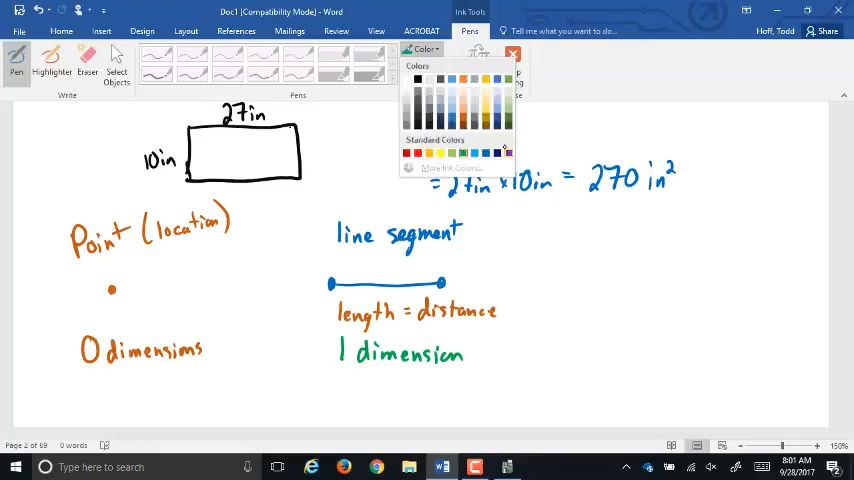 Doc1 [Compatibility Mode] - Word
Ink Tools
Hoff, Todd
Share
File Home Insert Draw Design Layout References Mailings Review View ACROBAT Pens Tell me what you want to do...
Pen Highlighter Eraser Select Objects
Color
Write
Pens
Colors
Standard Colors
More Ink Colors...
27in
10in
= 27in × 10in = 270 in²
Point (location)
line segment
length = distance
0 dimensions
1 dimension
Page 2 of 69 0 words
150%
Type here to search
8:01 AM
9/28/2017
2